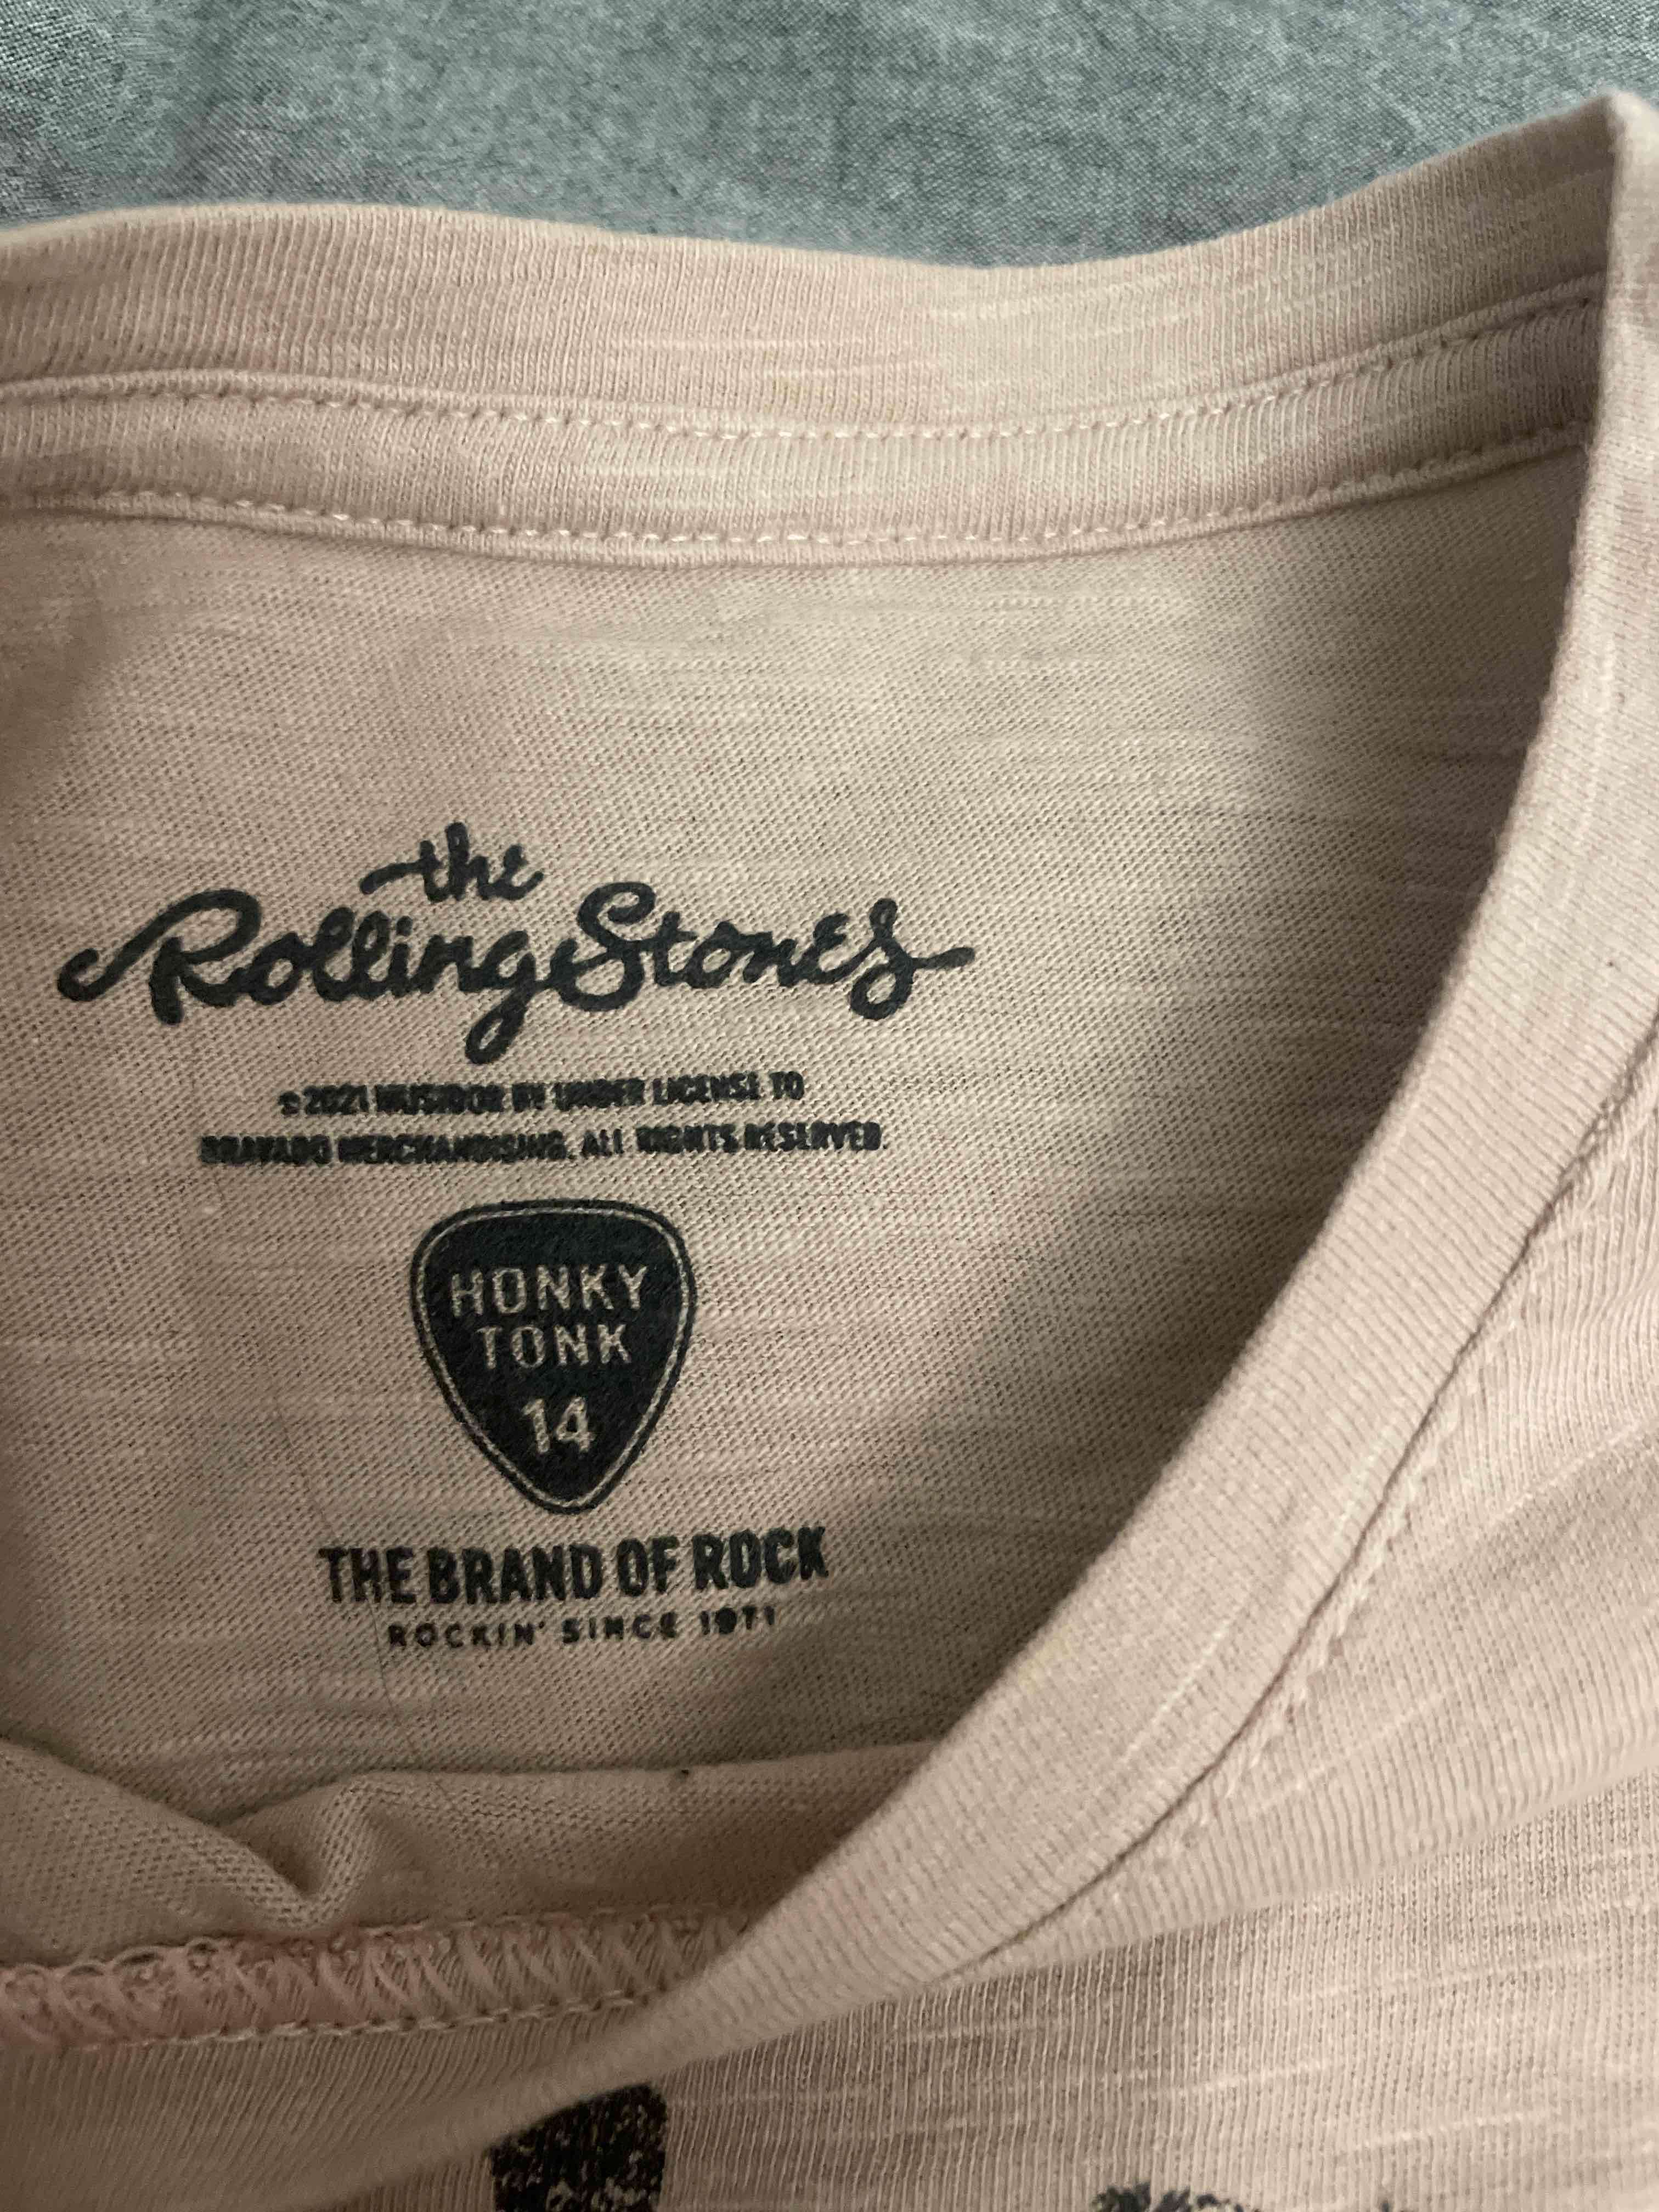 the
Rolling Stones
©2021 MUSIDOR BV UNDER LICENSE TO
BRAVADO MERCHANDISING. ALL RIGHTS RESERVED.
HONKY
TONK
14
THE BRAND OF ROCK
ROCKIN' SINCE 1971